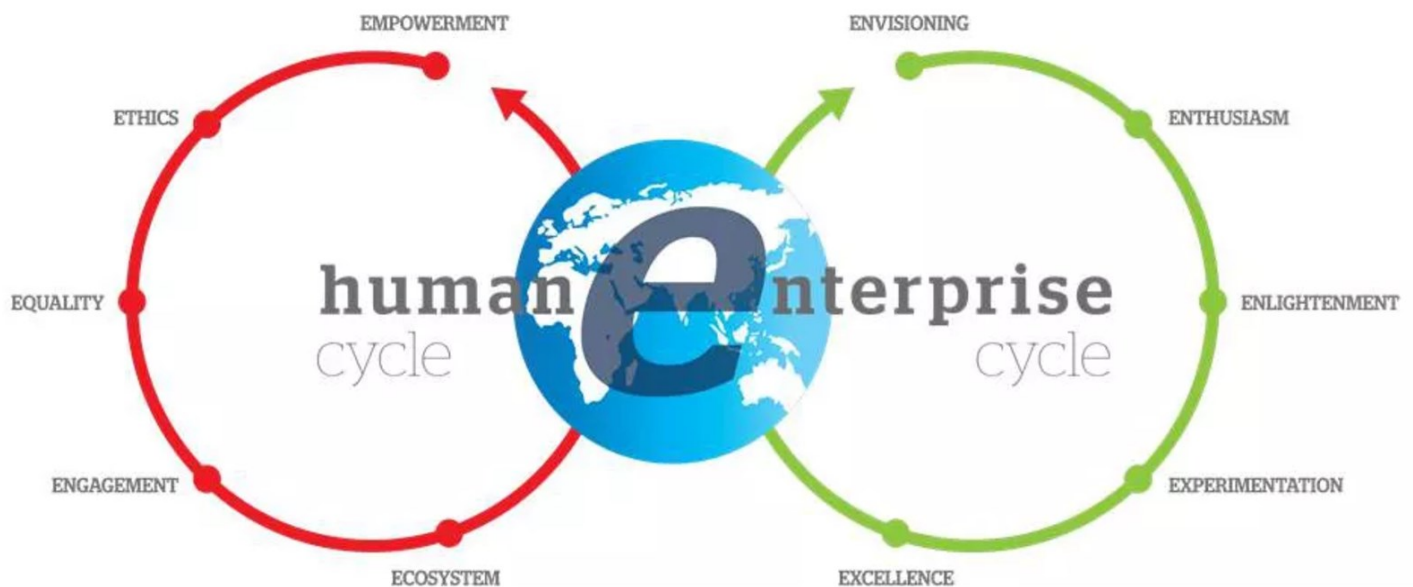 EMPOWERMENT
ENVISIONING
ETHICS
ENTHUSIASM
human enterprise
cycle
cycle
EQUALITY
ENLIGHTENMENT
ENGAGEMENT
EXPERIMENTATION
ECOSYSTEM
EXCELLENCE